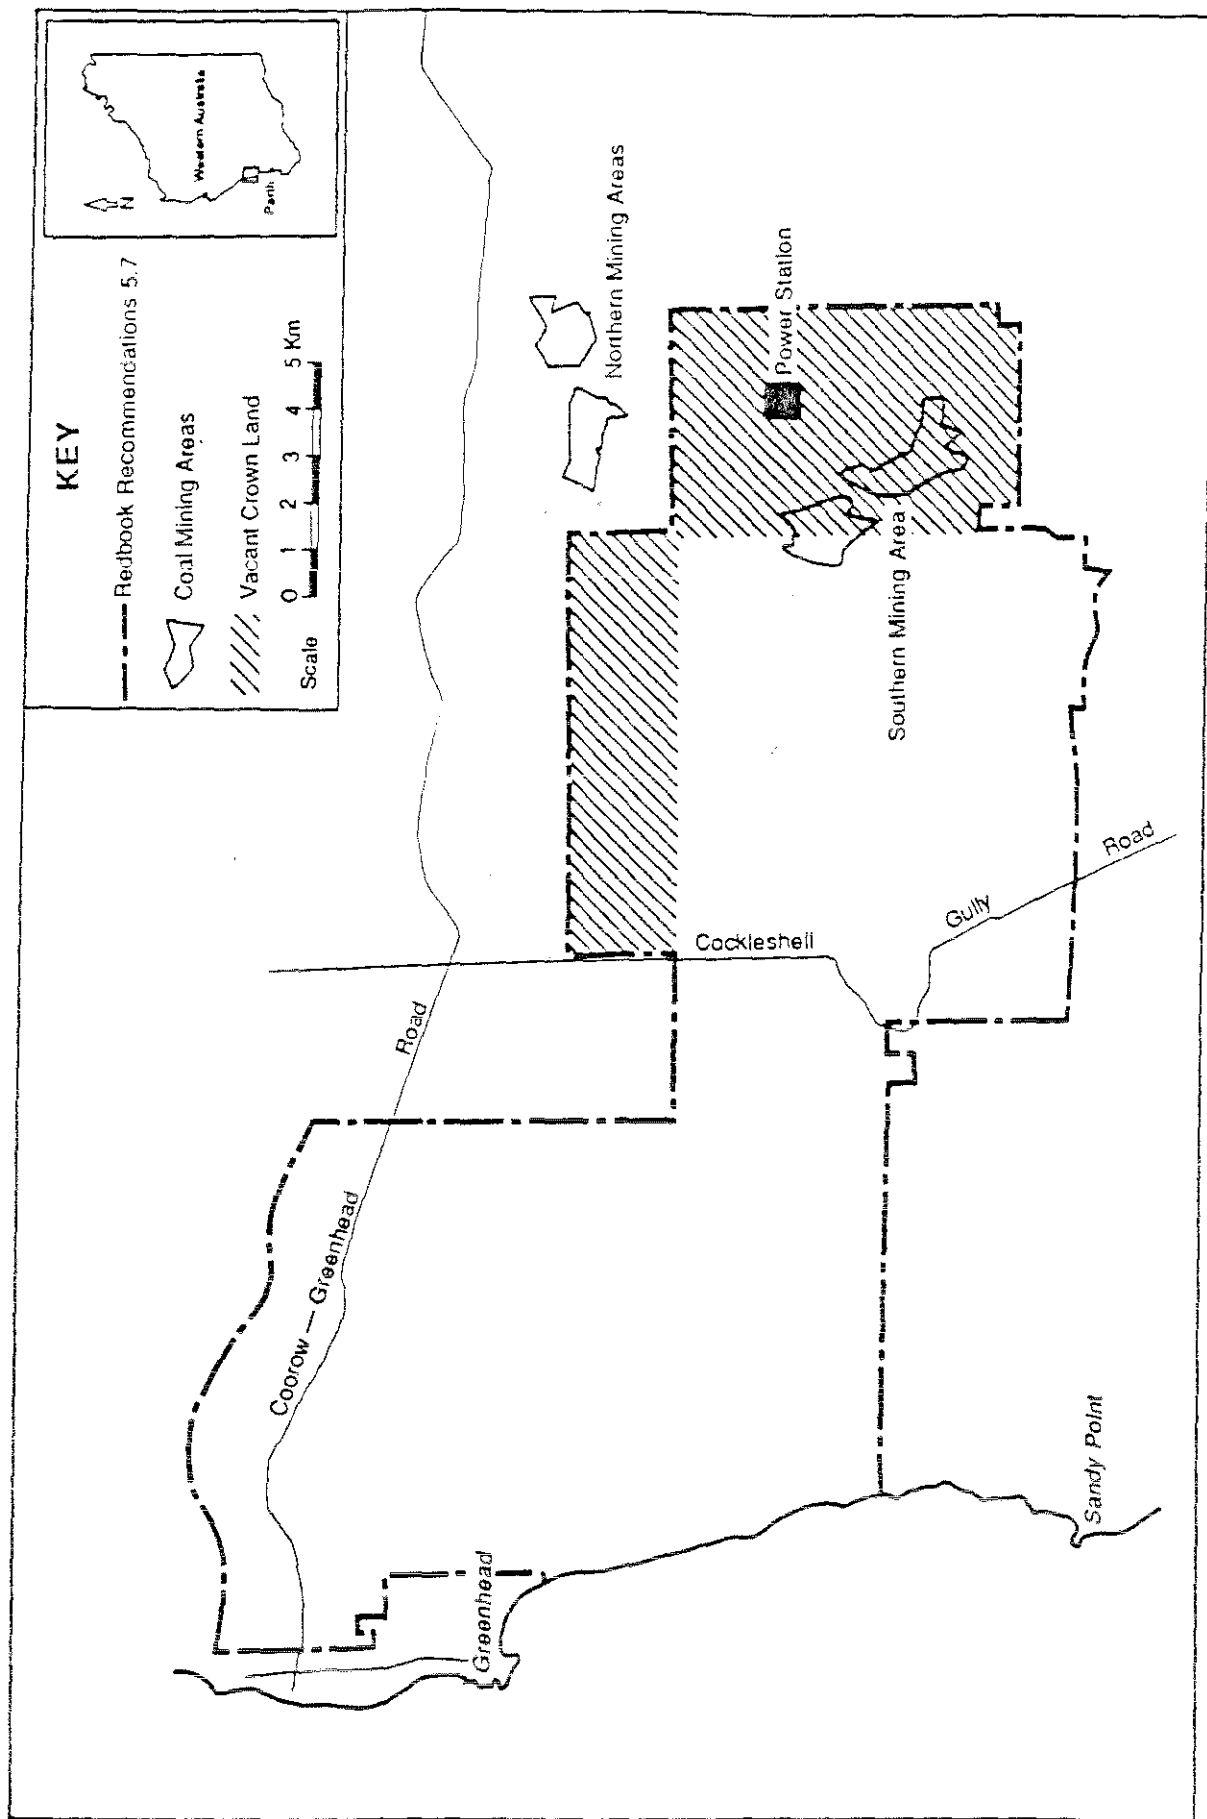 KEY
Redbook Recommendations 5.7
Coal Mining Areas
Vacant Crown Land
Scale
0 1 2 3 4 5 Km
N
Western Australia
Perth
Coorow — Greenhead
Road
Northern Mining Areas
Power Station
Southern Mining Area
Cockleshell
Gully
Road
Greenhead
Sandy Point